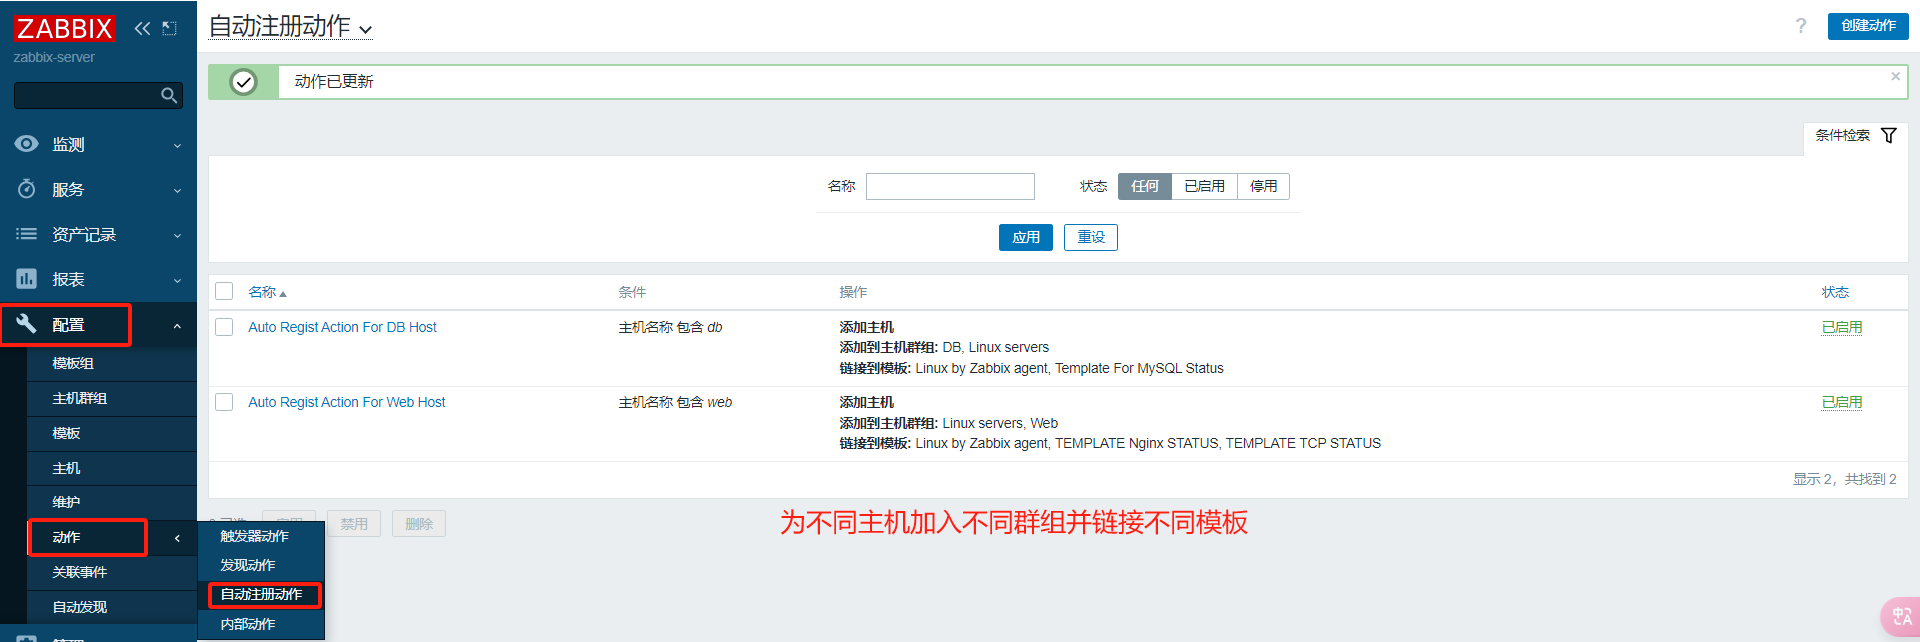 ZABBIX
zabbix-server
监测
服务
资产记录
报表
配置
模板组
主机群组
模板
主机
维护
动作
关联事件
自动发现
触发器动作
发现动作
自动注册动作
内部动作
自动注册动作
?
创建动作
动作已更新
条件检索
名称
状态 任何 已启用 停用
应用 重设
名称 条件 操作 状态
Auto Regist Action For DB Host 主机名称 包含 db 添加主机 已启用
添加到主机群组: DB, Linux servers
链接到模板: Linux by Zabbix agent, Template For MySQL Status
Auto Regist Action For Web Host 主机名称 包含 web 添加主机 已启用
添加到主机群组: Linux servers, Web
链接到模板: Linux by Zabbix agent, TEMPLATE Nginx STATUS, TEMPLATE TCP STATUS
显示 2，共找到 2
禁用 删除
为不同主机加入不同群组并链接不同模板